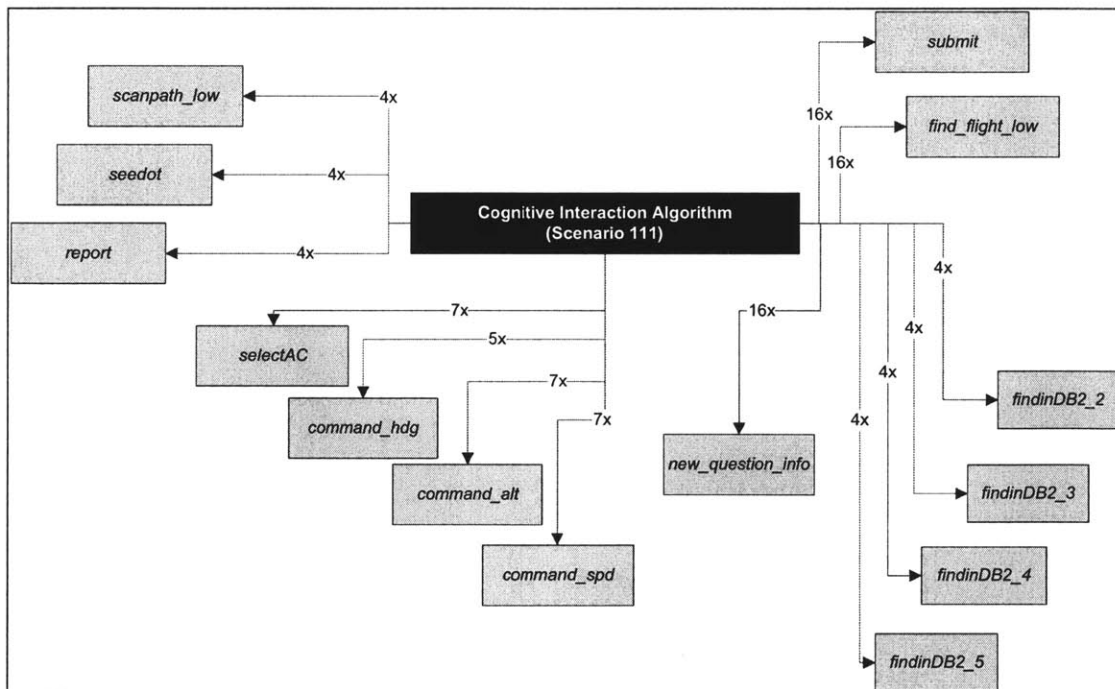 submit
scanpath_low
4x
16x
find_flight_low
16x
seedot
4x
Cognitive Interaction Algorithm
(Scenario 111)
report
4x
4x
7x
16x
4x
selectAC
5x
4x
7x
findinDB2_2
command_hdg
7x
4x
new_question_info
command_alt
findinDB2_3
command_spd
findinDB2_4
findinDB2_5